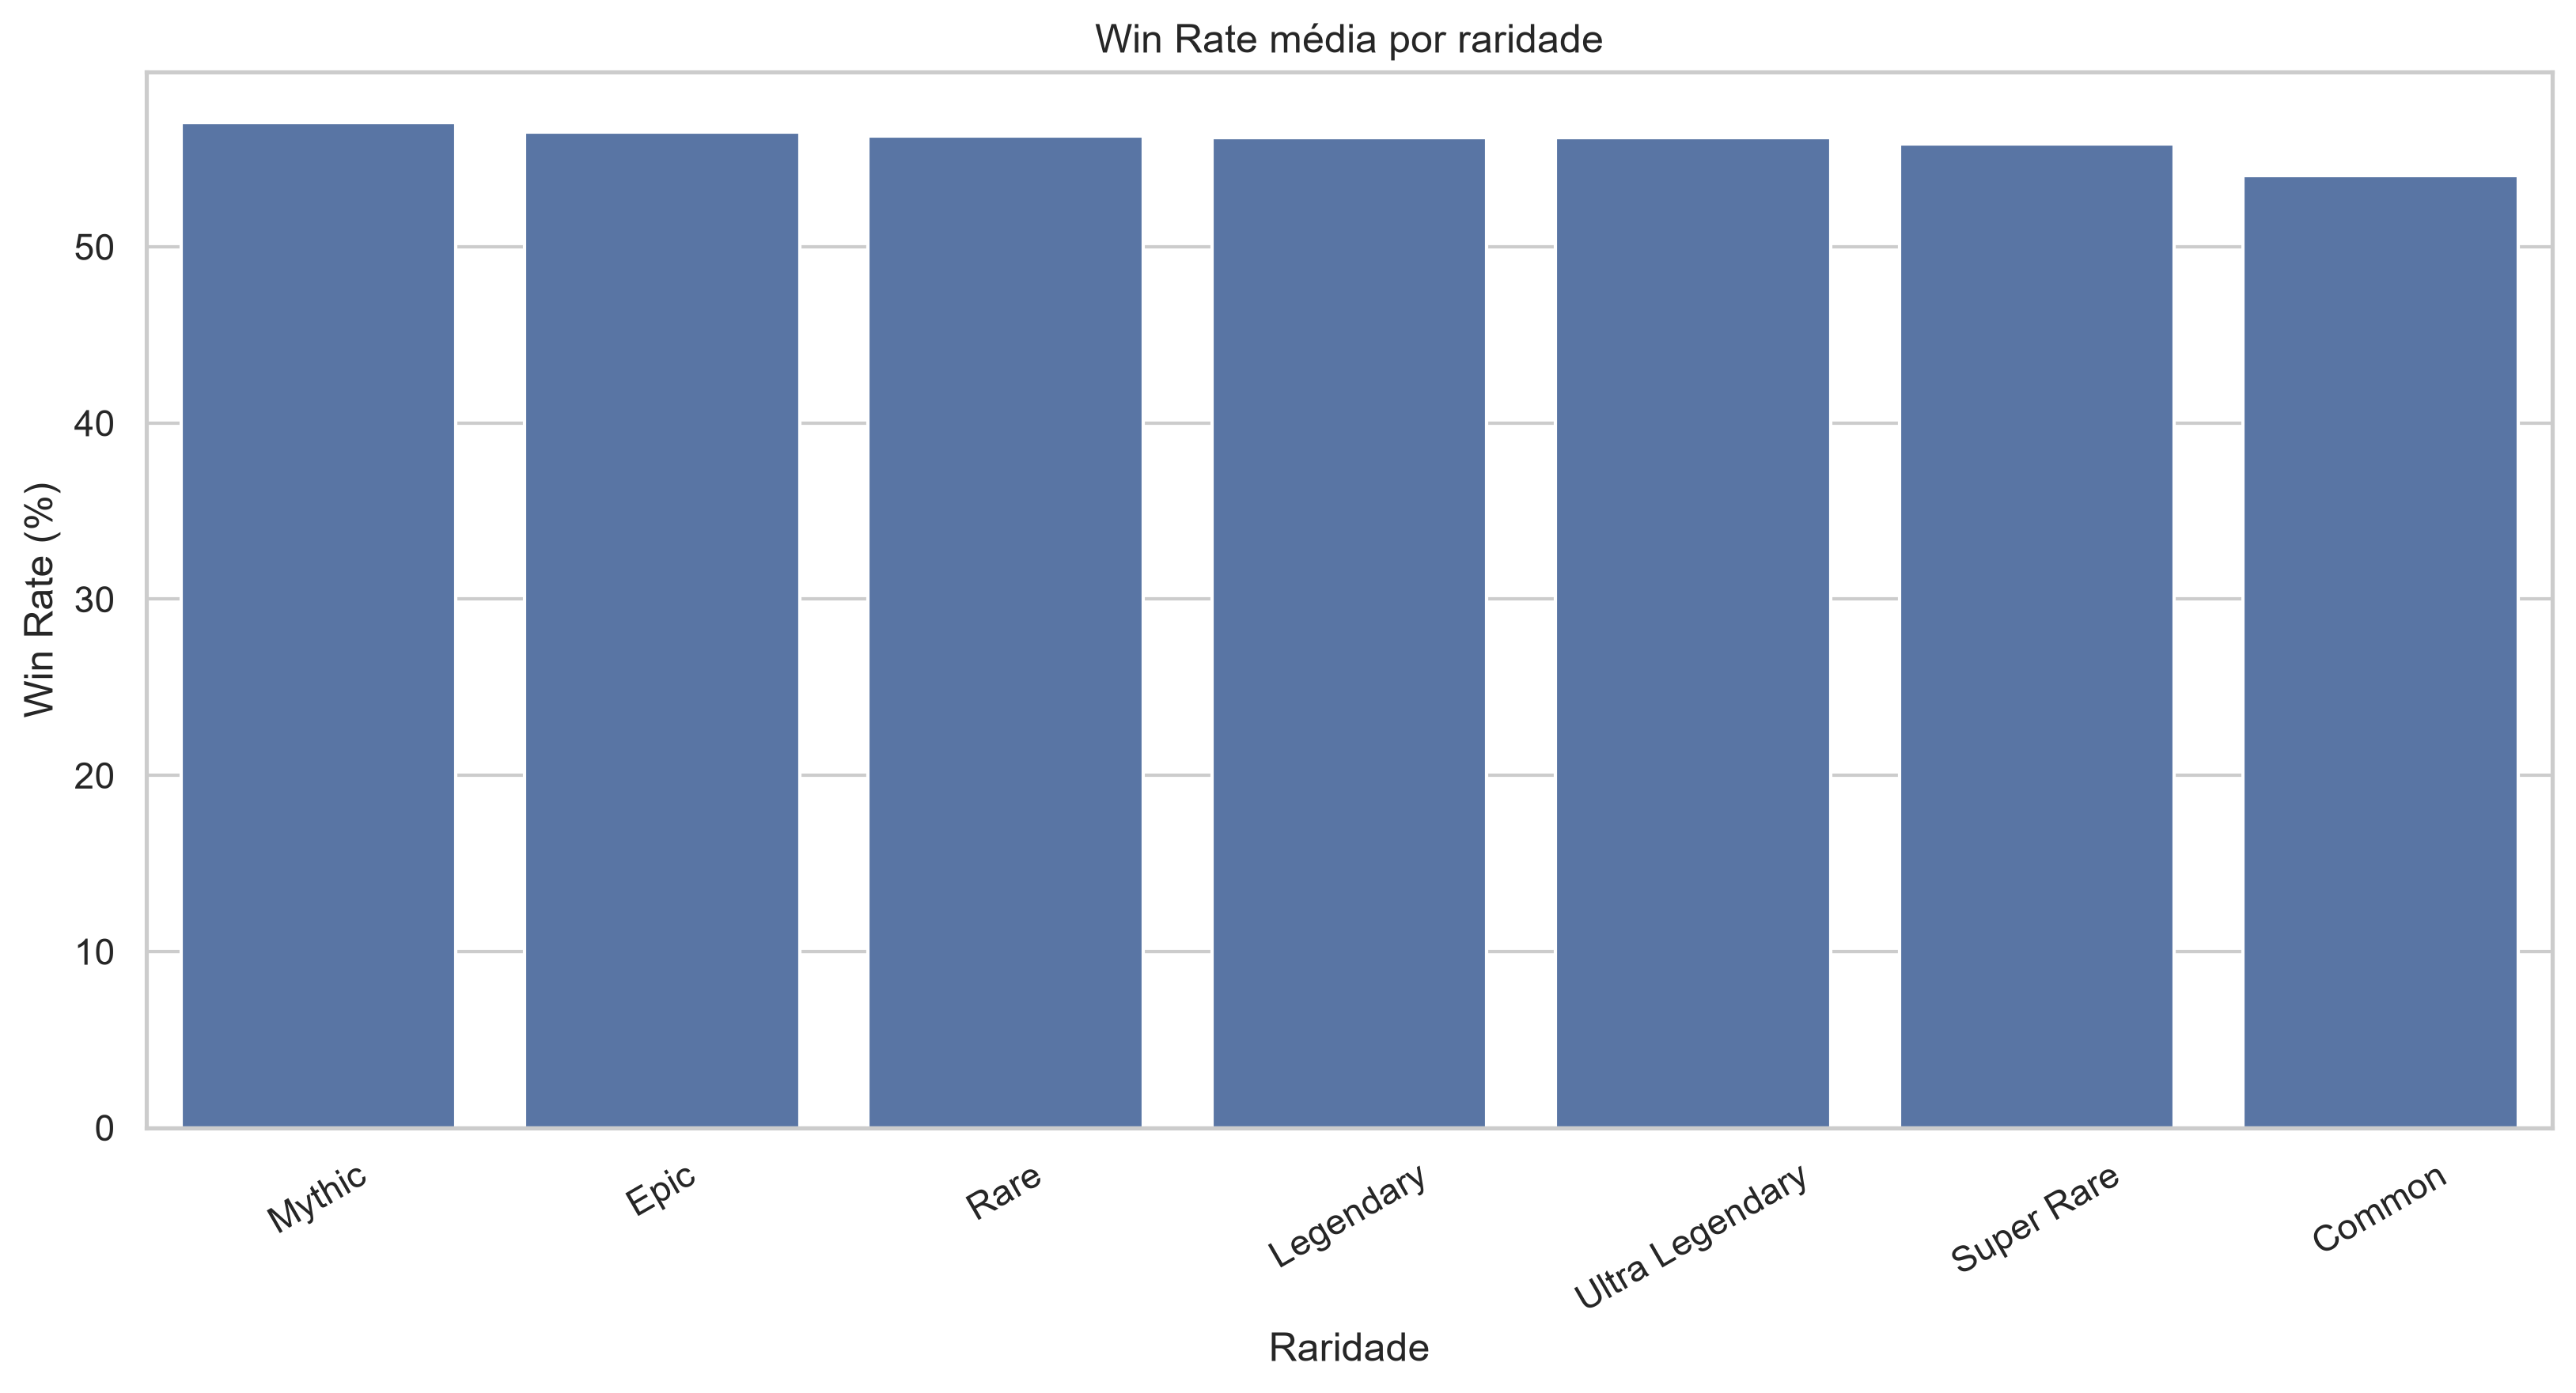 Win Rate média por raridade
Win Rate (%)
50
40
30
20
10
0
Mythic
Epic
Rare
Legendary
Ultra Legendary
Super Rare
Common
Raridade